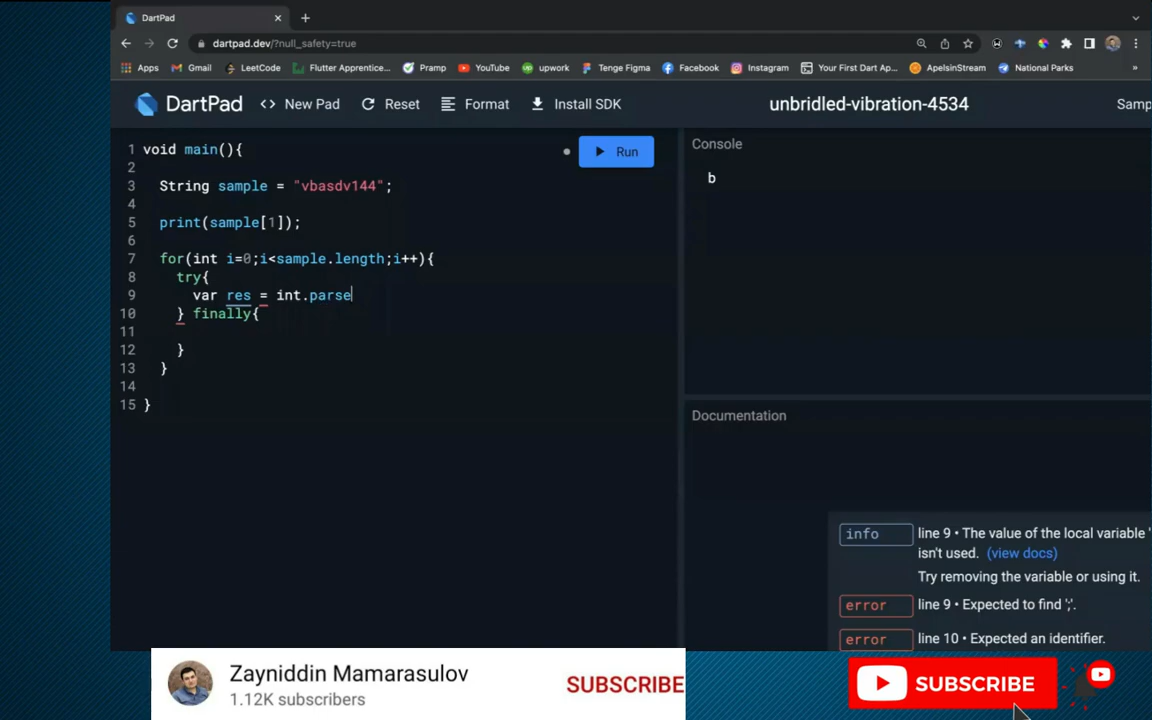 DartPad
dartpad.dev/?null_safety=true
Apps Gmail LeetCode Flutter Apprentice... Pramp YouTube upwork Tenge Figma Facebook Instagram Your First Dart Ap... ApelsinStream National Parks »
DartPad <> New Pad Reset Format Install SDK unbridled-vibration-4534 Samp
Run
Console
b
1 void main(){
2
3 String sample = "vbasdv144";
4
5 print(sample[1]);
6
7 for(int i=0;i<sample.length;i++){
8 try{
9 var res = int.parse
10 } finally{
11
12 }
13 }
14
15 }
Documentation
info line 9 • The value of the local variable '
isn't used. (view docs)
Try removing the variable or using it.
error line 9 • Expected to find ';'.
error line 10 • Expected an identifier.
Zayniddin Mamarasulov
1.12K subscribers
SUBSCRIBE
SUBSCRIBE